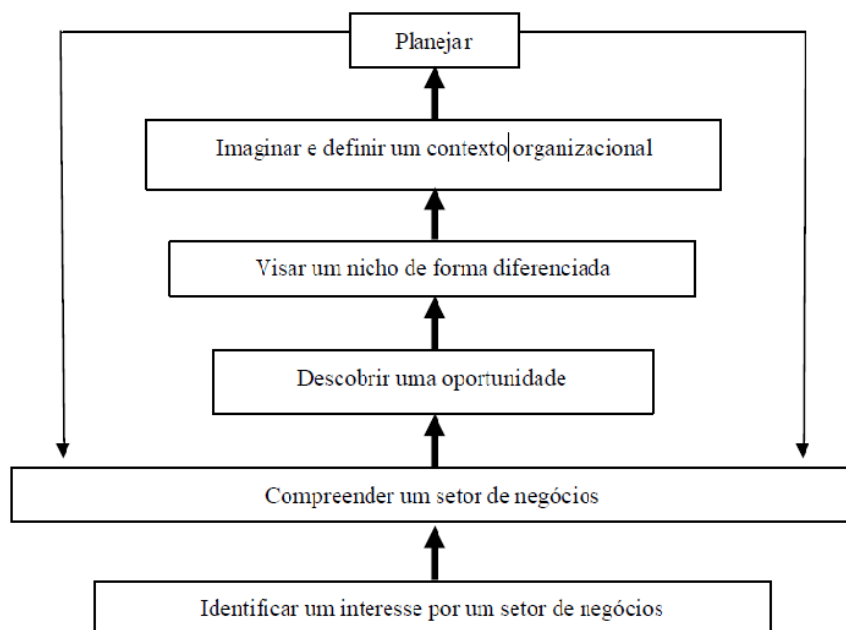 Planejar
Imaginar e definir um contexto organizacional
Visar um nicho de forma diferenciada
Descobrir uma oportunidade
Compreender um setor de negócios
Identificar um interesse por um setor de negócios